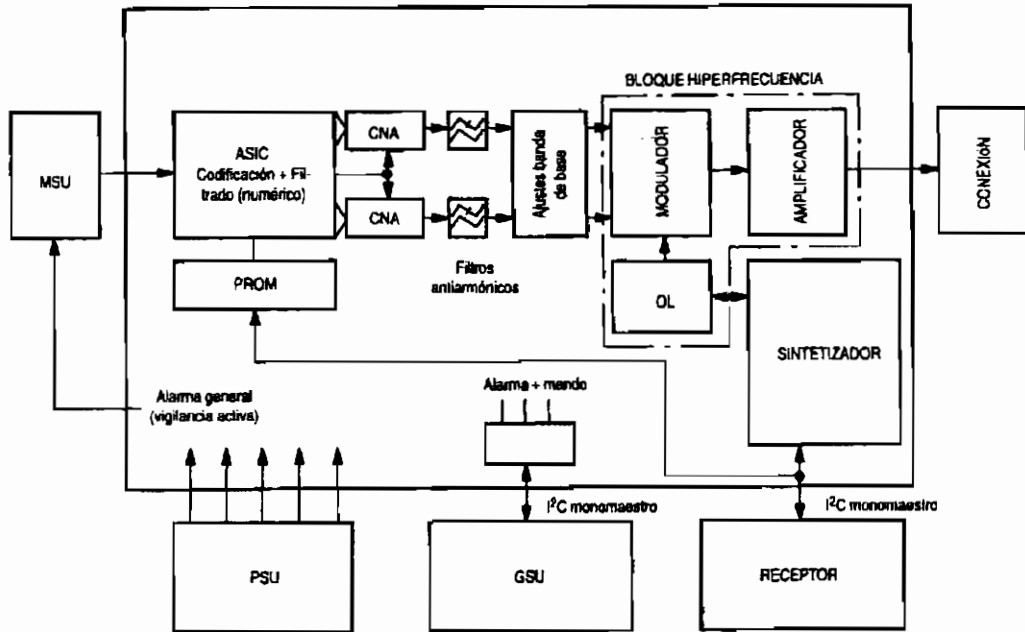 BLOQUE HIPERFRECUENCIA
MSU
ASIC
Codificación + Fil-
trado (numérico)
CNA
CNA
Ajustes banda
de base
MODULADOR
AMPLIFICADOR
CONEXIÓN
PROM
Filtros
antiarmónicos
OL
SINTETIZADOR
Alarma general
(vigilancia activa)
Alarma + mando
I²C monomaestro
I²C monomaestro
PSU
GSU
RECEPTOR